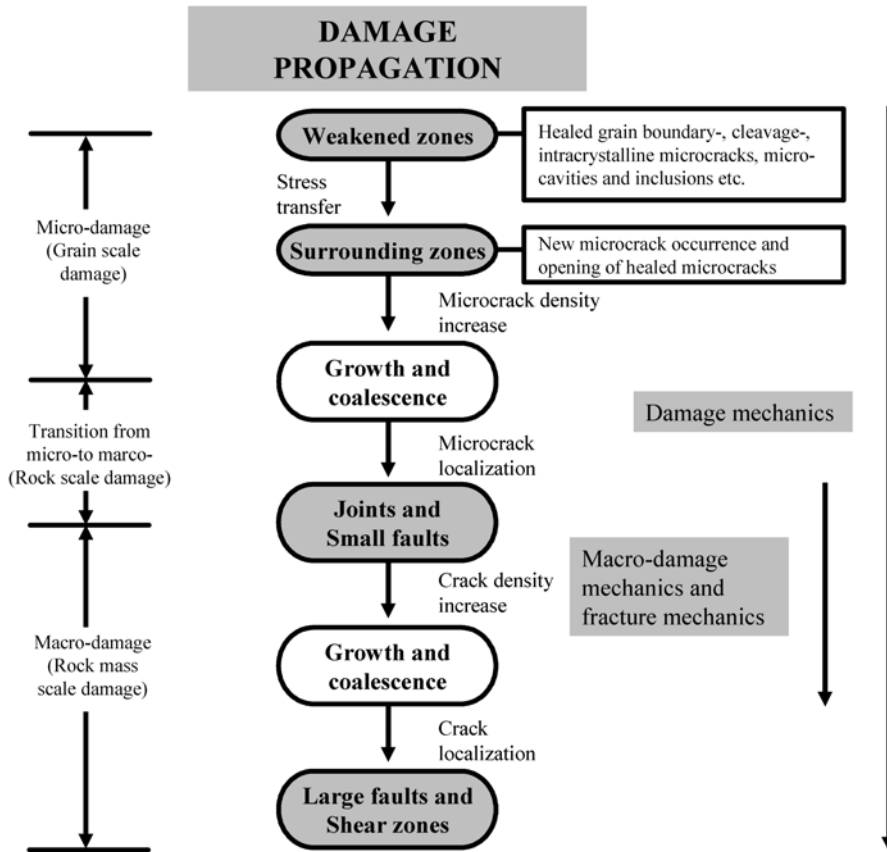 DAMAGE
PROPAGATION
Weakened zones
Healed grain boundary-, cleavage-,
intracrystalline microcracks, micro-
cavities and inclusions etc.
Stress
transfer
Micro-damage
(Grain scale
damage)
Surrounding zones
New microcrack occurrence and
opening of healed microcracks
Microcrack density
increase
Growth and
coalescence
Damage mechanics
Transition from
micro-to marco-
(Rock scale damage)
Microcrack
localization
Joints and
Small faults
Macro-damage
mechanics and
fracture mechanics
Crack density
increase
Macro-damage
(Rock mass
scale damage)
Growth and
coalescence
Crack
localization
Large faults and
Shear zones